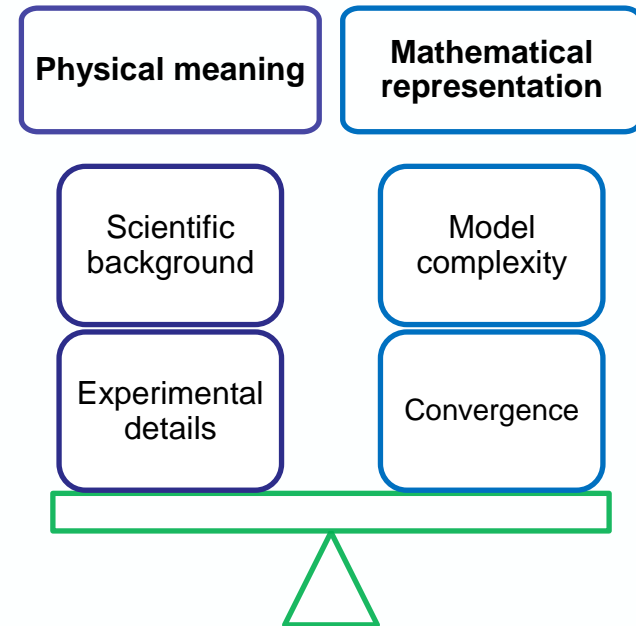 Physical meaning
Mathematical
representation
Scientific
background
Model
complexity
Experimental
details
Convergence